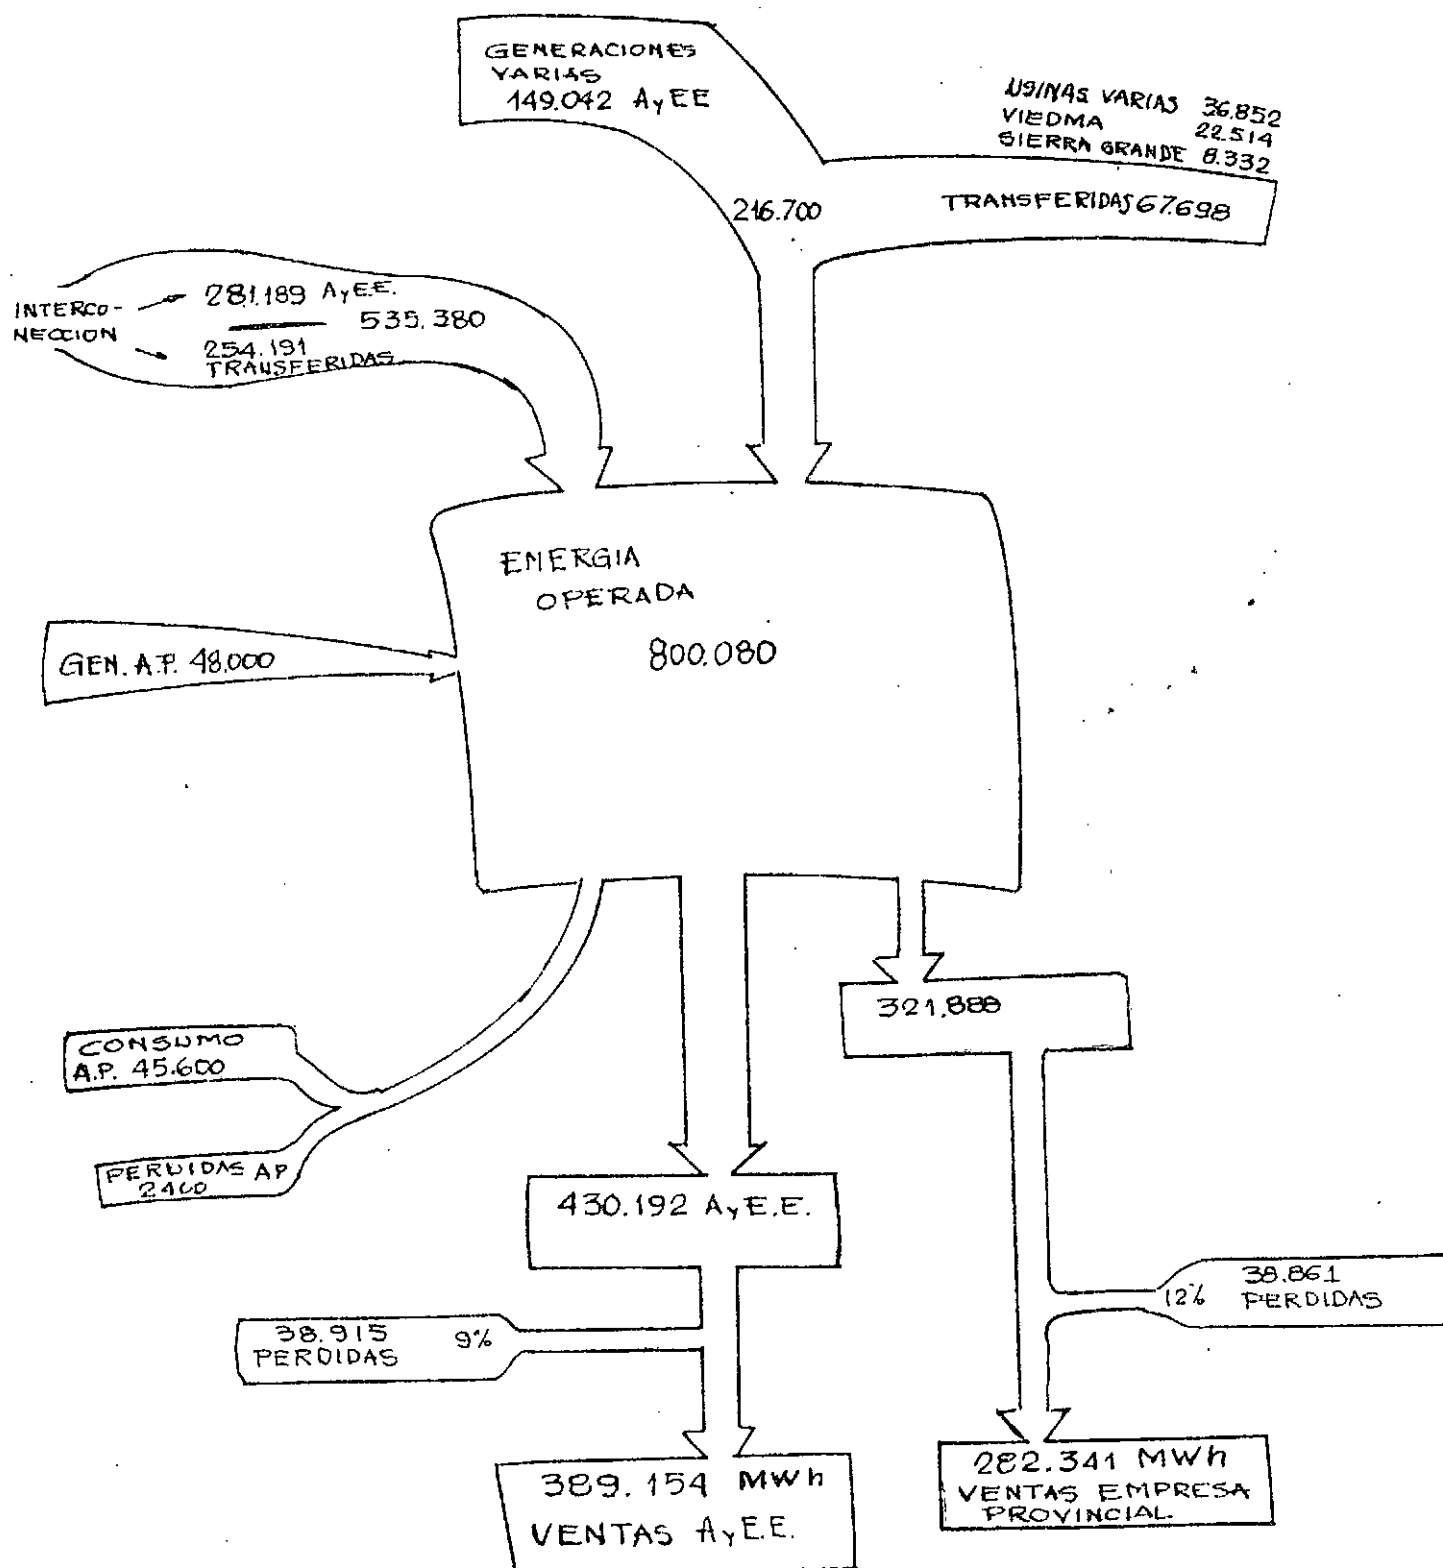 GENERACIONES
VARIAS
149.042 AyEE
USINAS VARIAS 36.852
VIEDMA 22.514
SIERRA GRANDE 8.332
216.700
TRANSFERIDAS 67.698
INTERCO-
NECCION
281.189 AyE.E.
535.380
254.191
TRANSFERIDAS
ENERGIA
OPERADA
800.080
GEN. A.P. 48.000
321.888
CONSUMO
A.P. 45.600
PERDIDAS AP
2400
430.192 AyE.E.
38.915 9%
PERDIDAS
38.861
12% PERDIDAS
389.154 MWh
VENTAS AyE.E.
282.341 MWh
VENTAS EMPRESA
PROVINCIAL.